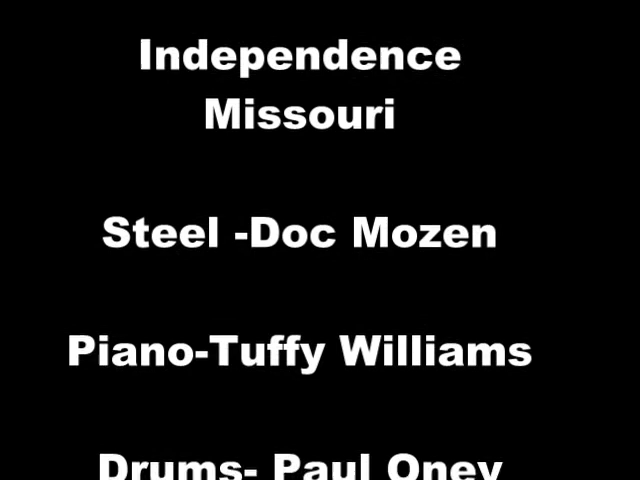 Independence
Missouri
Steel -Doc Mozen
Piano-Tuffy Williams
Drums- Paul Oney